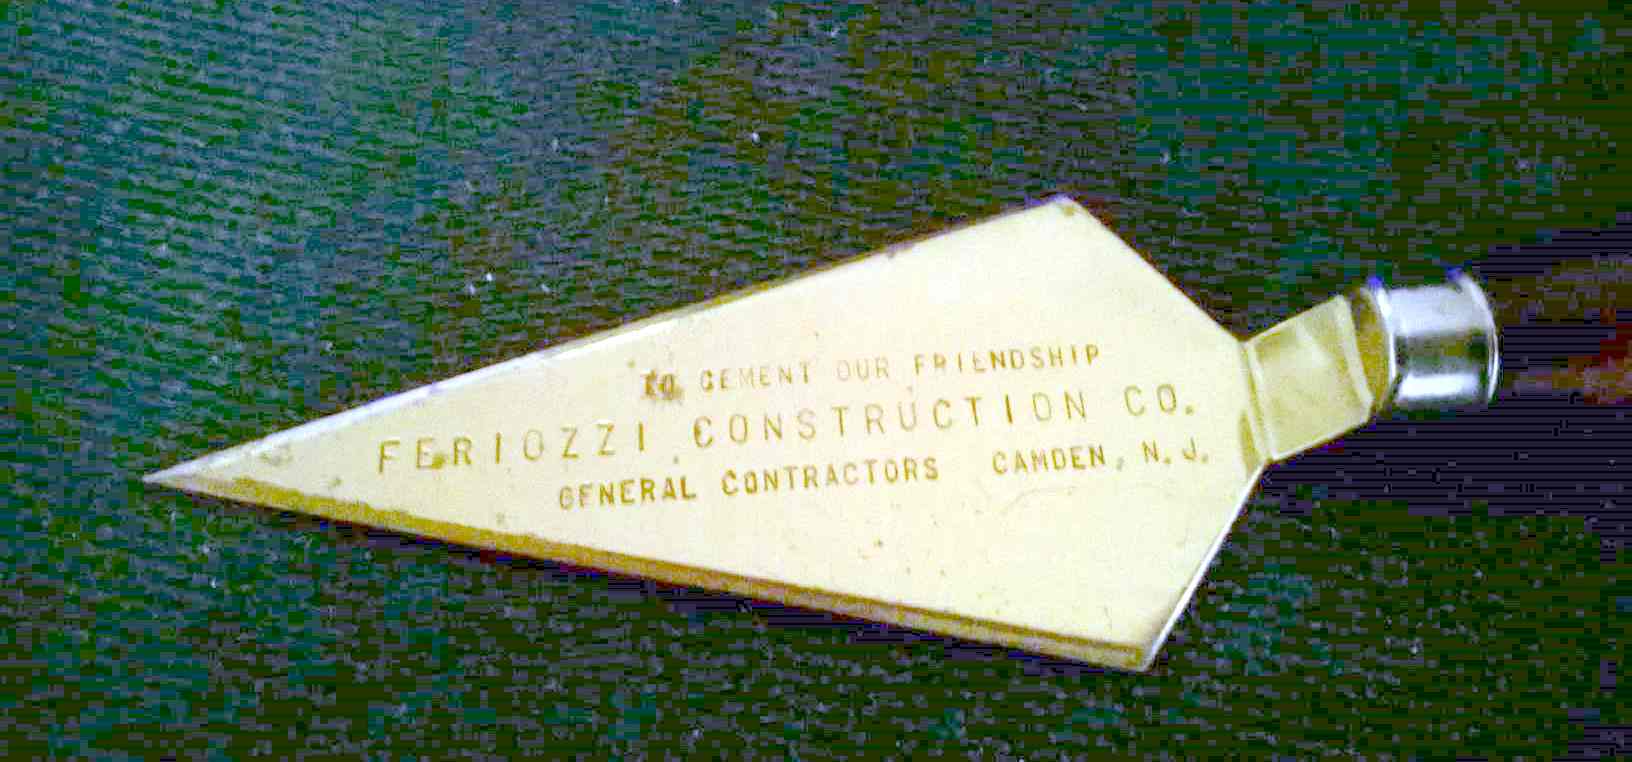 TO CEMENT OUR FRIENDSHIP
FERIOZZI CONSTRUCTION CO.
GENERAL CONTRACTORS CAMDEN, N.J.